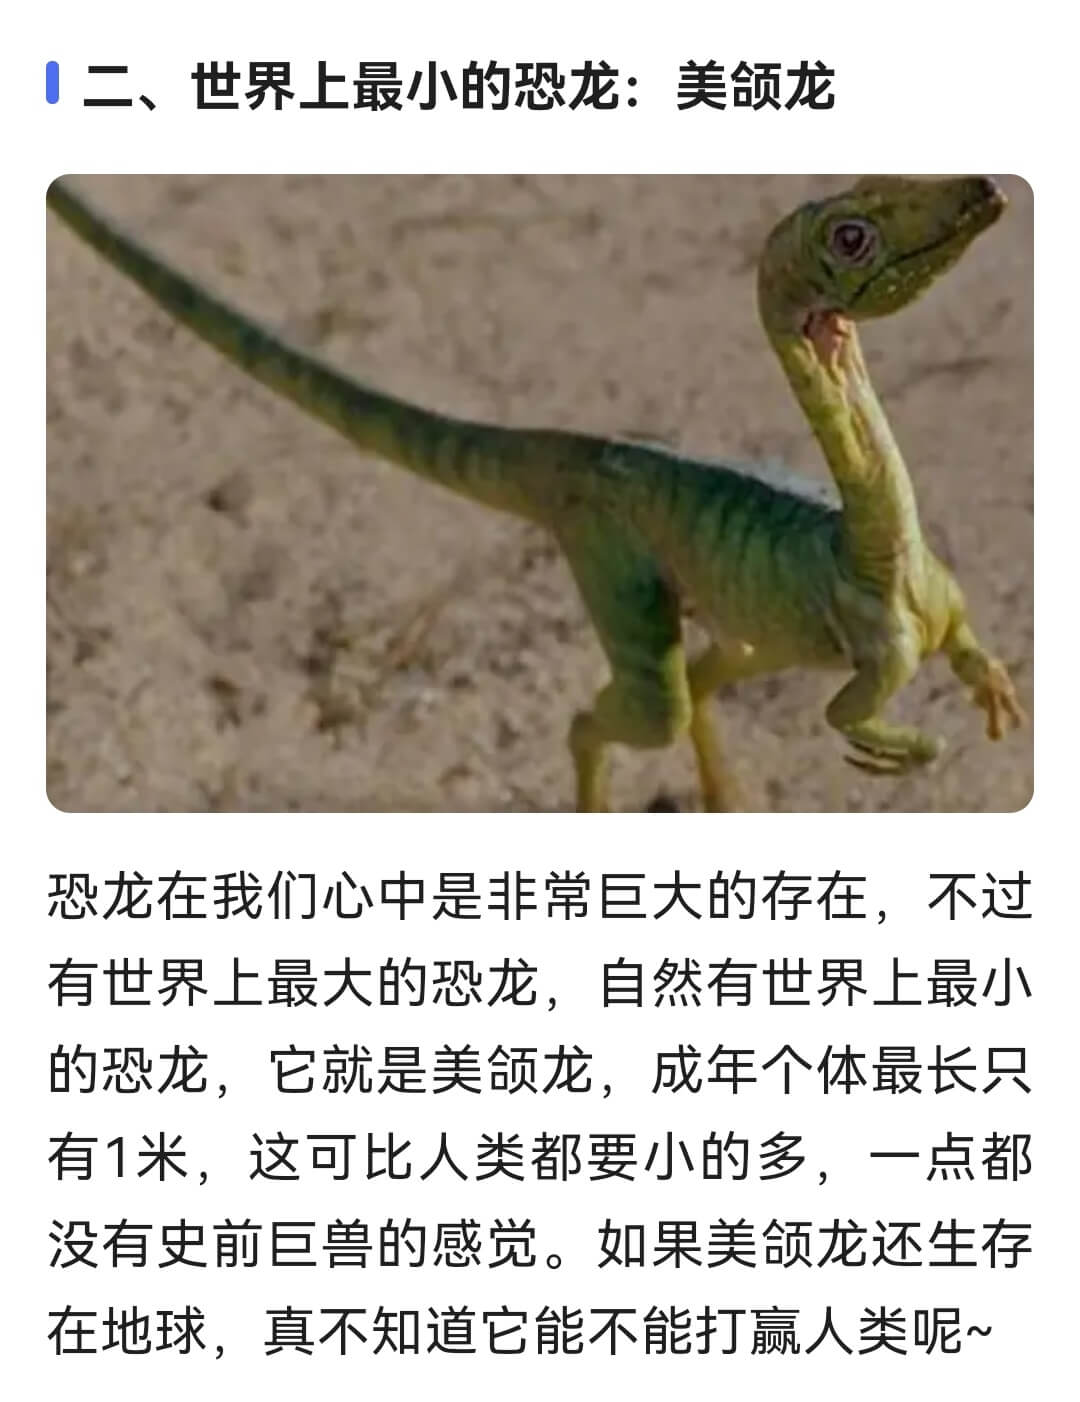 二、世界上最小的恐龙：美颌龙
恐龙在我们心中是非常巨大的存在，不过
有世界上最大的恐龙，自然有世界上最小
的恐龙，它就是美颌龙，成年个体最长只
有1米，这可比人类都要小的多，一点都
没有史前巨兽的感觉。如果美颌龙还生存
在地球，真不知道它能不能打赢人类呢~